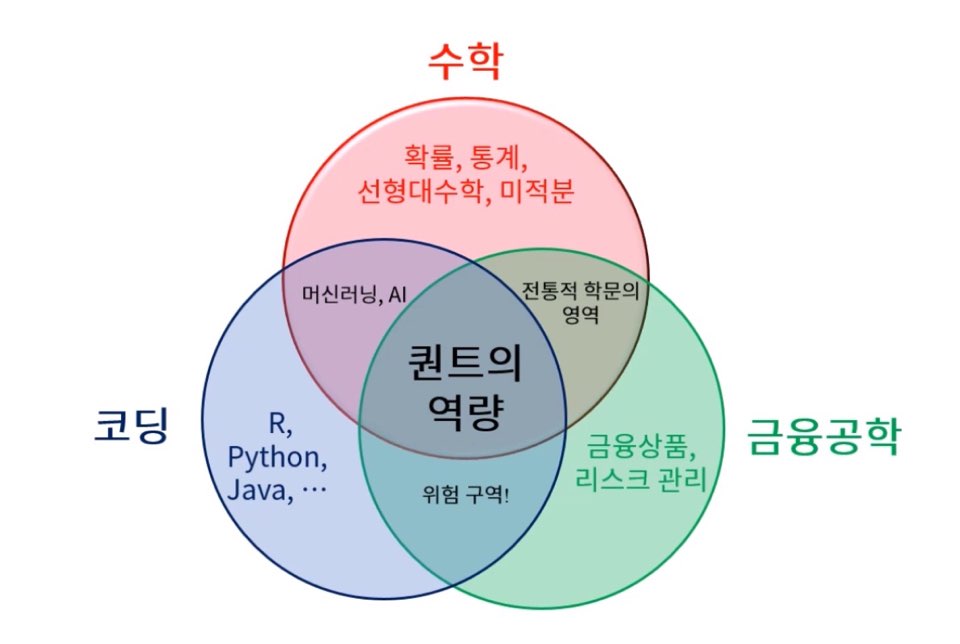 수학
확률, 통계,
선형대수학, 미적분
머신러닝, AI
전통적 학문의
영역
퀀트의
역량
코딩
R,
Python,
Java, …
금융공학
금융상품,
리스크 관리
위험 구역!